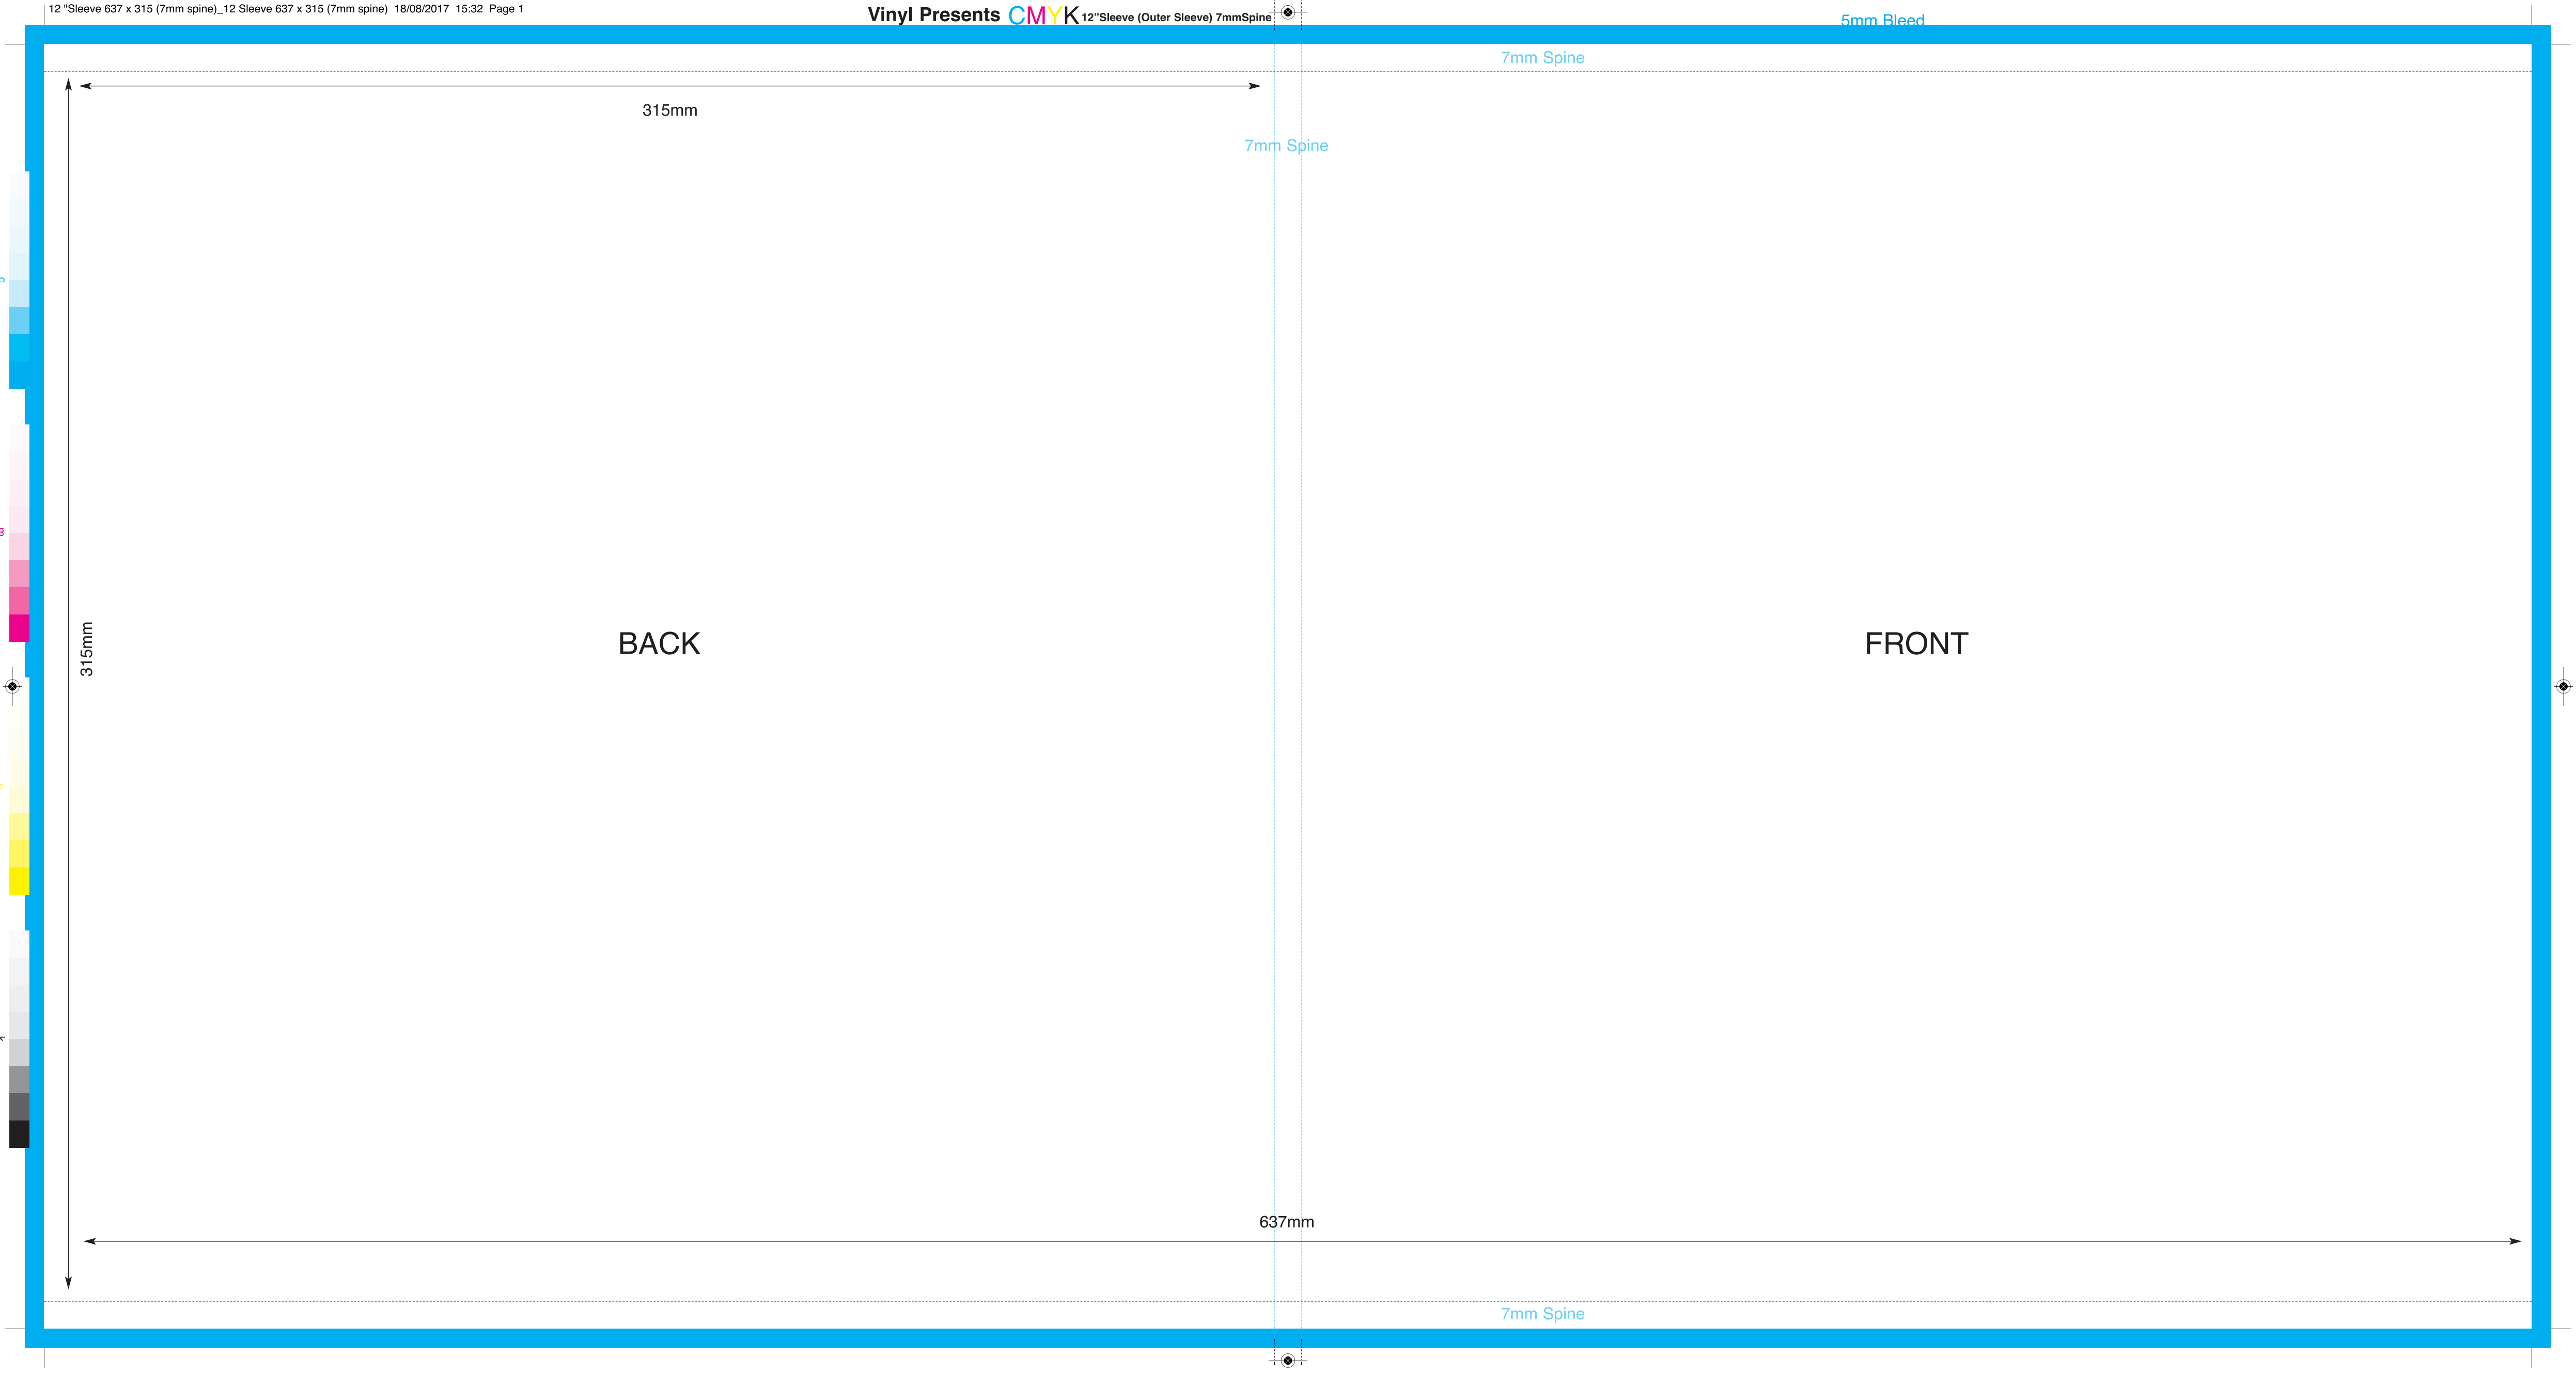 12 "Sleeve 637 x 315 (7mm spine)_12 Sleeve 637 x 315 (7mm spine)  18/08/2017  15:32  Page 1
Vinyl Presents CMYK 12”Sleeve (Outer Sleeve) 7mmSpine
5mm Bleed
7mm Spine
315mm
7mm Spine
315mm
BACK
FRONT
637mm
7mm Spine